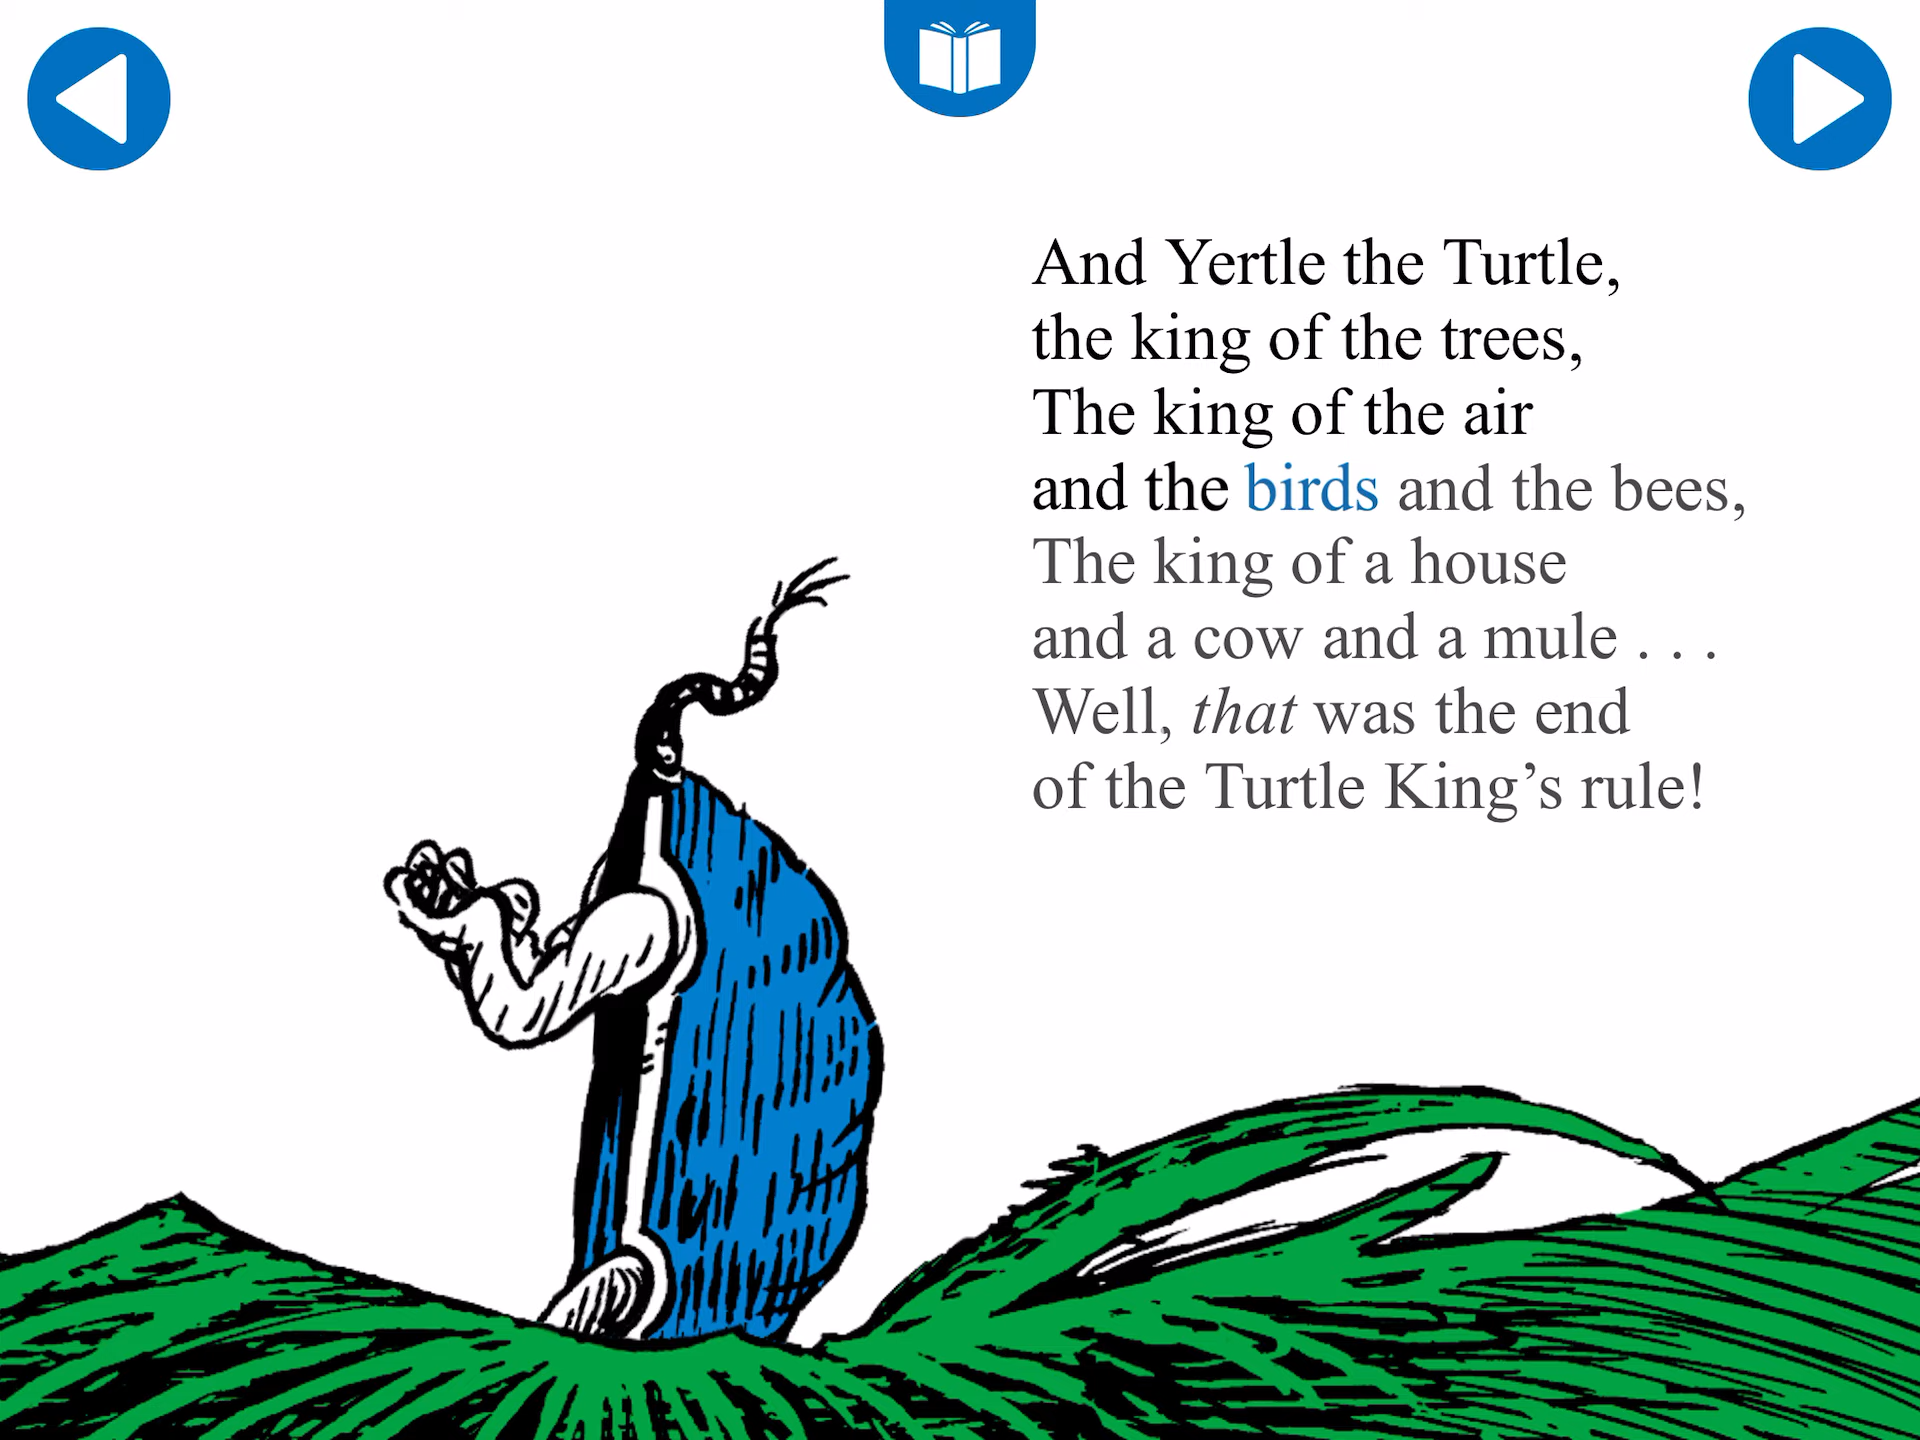 And Yertle the Turtle,
the king of the trees,
The king of the air
and the birds and the bees,
The king of a house
and a cow and a mule . . .
Well, that was the end
of the Turtle King’s rule!